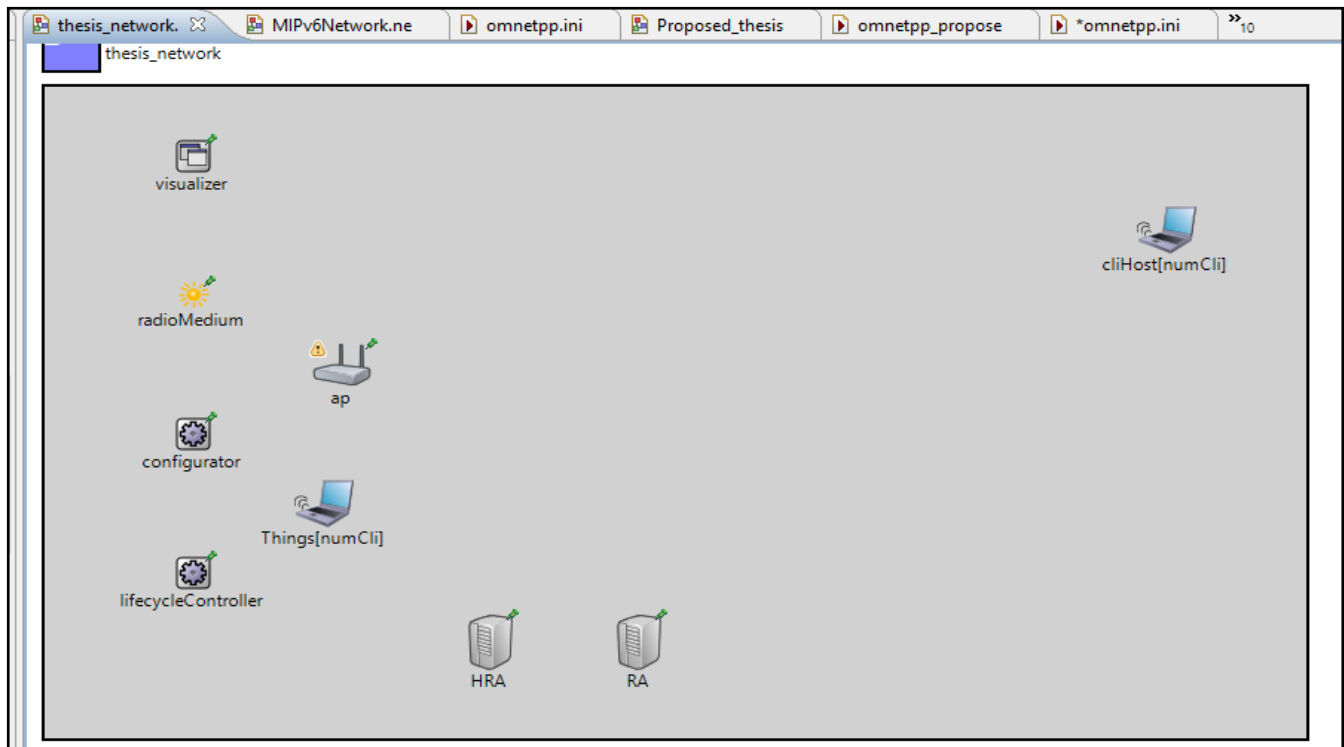 thesis_network. MIPv6Network.ne omnetpp.ini Proposed_thesis omnetpp_propose *omnetpp.ini »10
thesis_network
visualizer
cliHost[numCli]
radioMedium
ap
configurator
Things[numCli]
lifecycleController
HRA RA